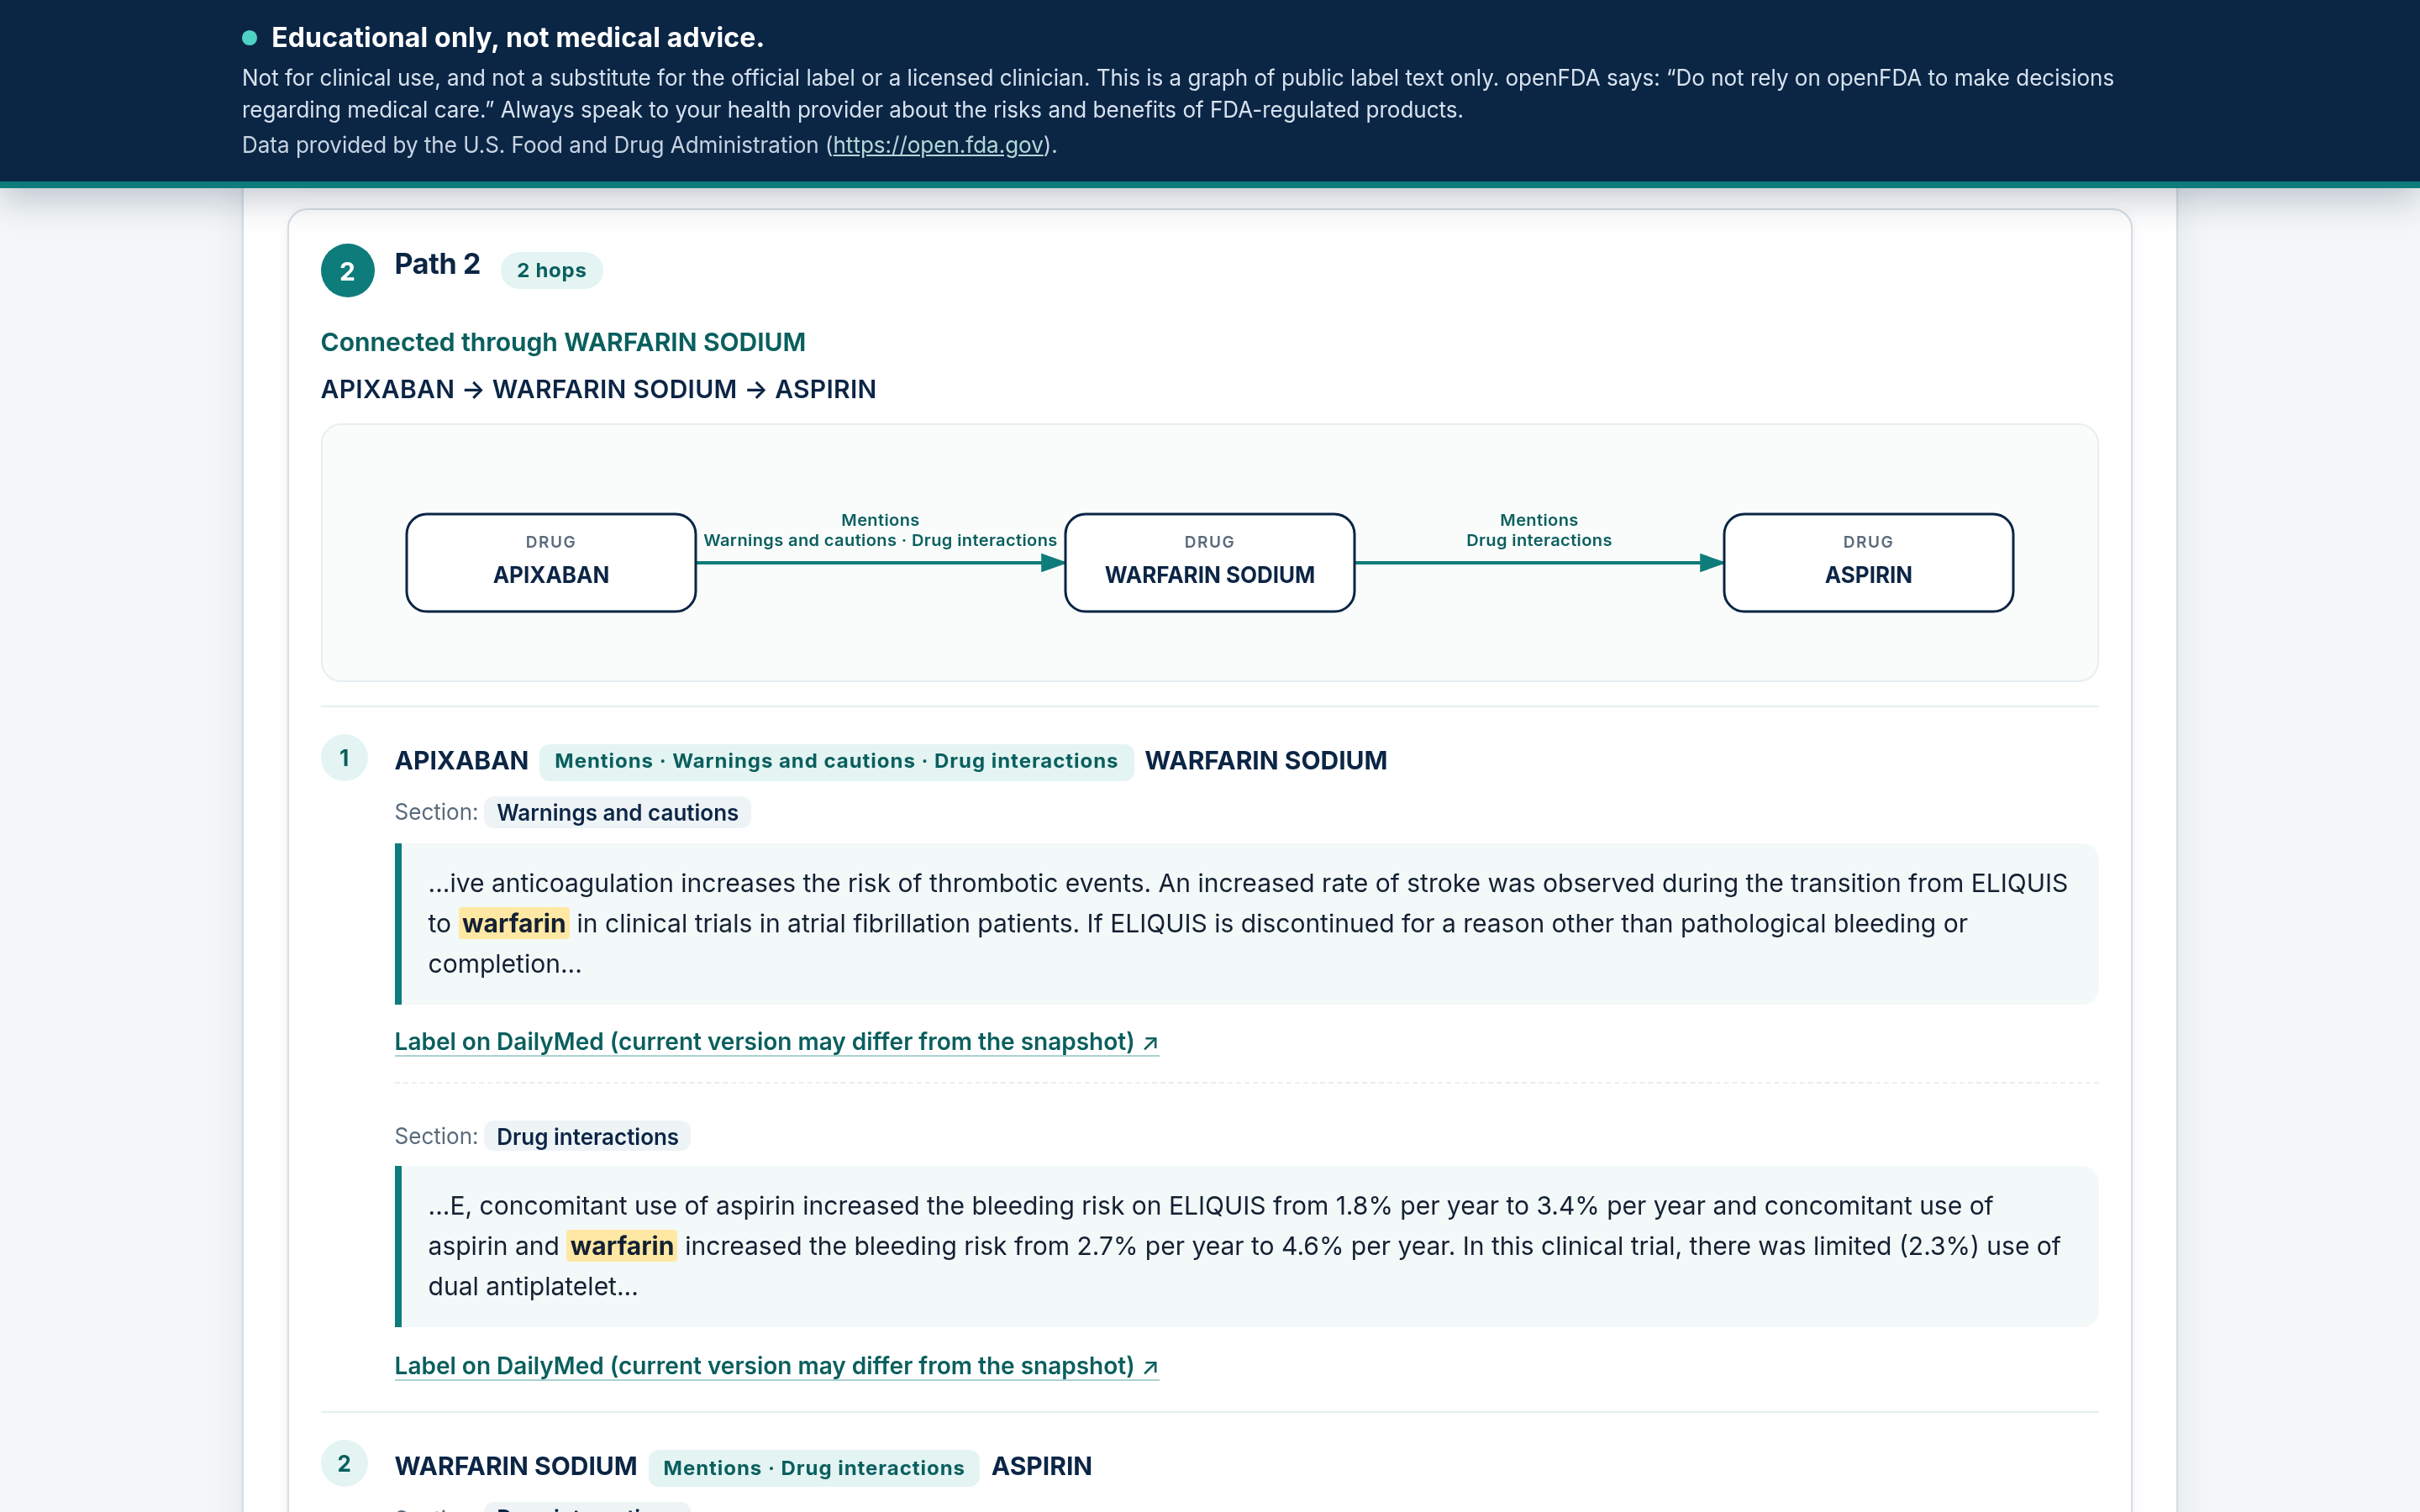 Educational only, not medical advice.
Not for clinical use, and not a substitute for the official label or a licensed clinician. This is a graph of public label text only. openFDA says: “Do not rely on openFDA to make decisions
regarding medical care.” Always speak to your health provider about the risks and benefits of FDA-regulated products.
Data provided by the U.S. Food and Drug Administration (https://open.fda.gov).
2 Path 2 2 hops
Connected through WARFARIN SODIUM
APIXABAN → WARFARIN SODIUM → ASPIRIN
DRUG
APIXABAN
Mentions
Warnings and cautions · Drug interactions
DRUG
WARFARIN SODIUM
Mentions
Drug interactions
DRUG
ASPIRIN
1 APIXABAN Mentions · Warnings and cautions · Drug interactions WARFARIN SODIUM
Section: Warnings and cautions
...ive anticoagulation increases the risk of thrombotic events. An increased rate of stroke was observed during the transition from ELIQUIS
to warfarin in clinical trials in atrial fibrillation patients. If ELIQUIS is discontinued for a reason other than pathological bleeding or
completion...
Label on DailyMed (current version may differ from the snapshot) ↗
Section: Drug interactions
...E, concomitant use of aspirin increased the bleeding risk on ELIQUIS from 1.8% per year to 3.4% per year and concomitant use of
aspirin and warfarin increased the bleeding risk from 2.7% per year to 4.6% per year. In this clinical trial, there was limited (2.3%) use of
dual antiplatelet...
Label on DailyMed (current version may differ from the snapshot) ↗
2 WARFARIN SODIUM Mentions · Drug interactions ASPIRIN